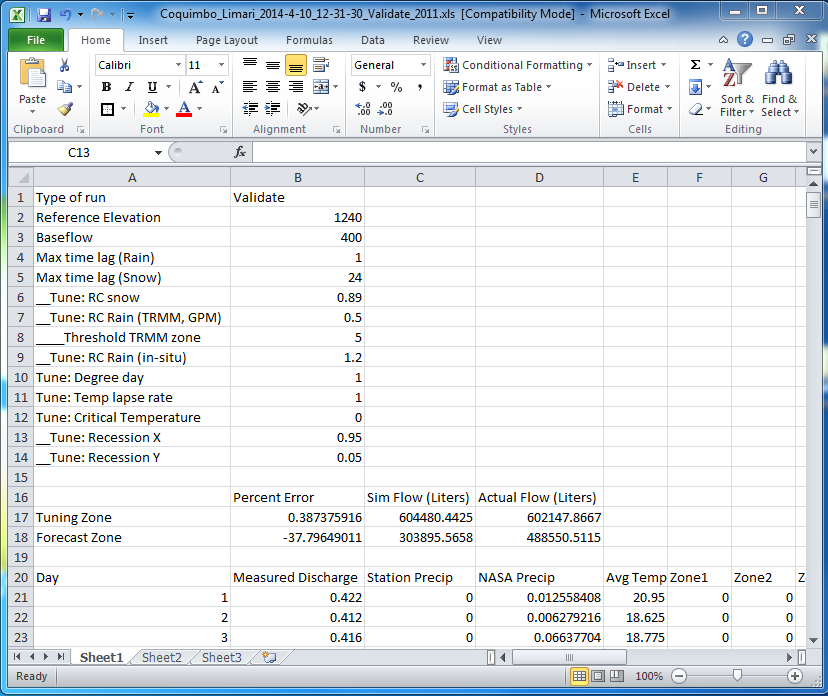 Coquimbo_Limari_2014-4-10_12-31-30_Validate_2011.xls [Compatibility Mode] - Microsoft Excel
File Home Insert Page Layout Formulas Data Review View
Paste
Calibri 11
B I U A A
A
General
$ % ,
Conditional Formatting
Format as Table
Cell Styles
Insert
Delete
Format
Σ
Sort & Filter
Find & Select
Clipboard Font Alignment Number Styles Cells Editing
C13 fx
A B C D E F G
1 Type of run Validate
2 Reference Elevation 1240
3 Baseflow 400
4 Max time lag (Rain) 1
5 Max time lag (Snow) 24
6 __Tune: RC snow 0.89
7 __Tune: RC Rain (TRMM, GPM) 0.5
8 ____Threshold TRMM zone 5
9 __Tune: RC Rain (in-situ) 1.2
10 Tune: Degree day 1
11 Tune: Temp lapse rate 1
12 Tune: Critical Temperature 0
13 __Tune: Recession X 0.95
14 __Tune: Recession Y 0.05
15
16 Percent Error Sim Flow (Liters) Actual Flow (Liters)
17 Tuning Zone 0.387375916 604480.4425 602147.8667
18 Forecast Zone -37.79649011 303895.5658 488550.5115
19
20 Day Measured Discharge Station Precip NASA Precip Avg Temp Zone1 Zone2 Z
21 1 0.422 0 0.012558408 20.95 0 0
22 2 0.412 0 0.006279216 18.625 0 0
23 3 0.416 0 0.06637704 18.775 0 0
Sheet1 Sheet2 Sheet3
Ready 100%